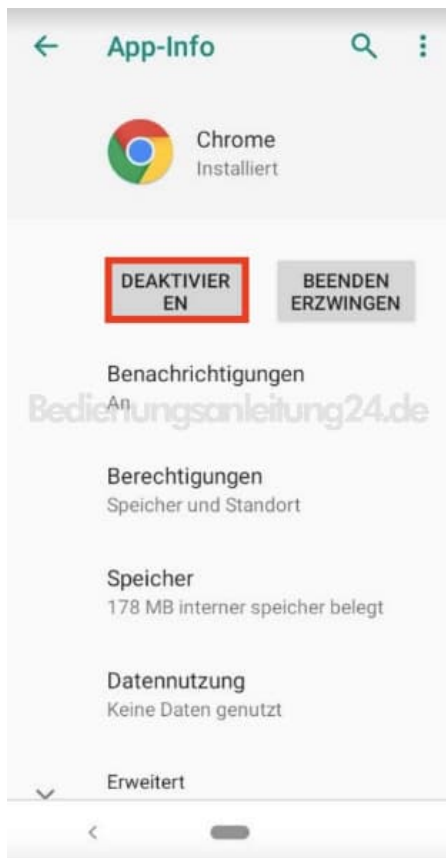 App-Info
Chrome
Installiert
DEAKTIVIER
EN
BEENDEN
ERZWINGEN
Benachrichtigungen
An
Bedienungsanleitung24.de
Berechtigungen
Speicher und Standort
Speicher
178 MB interner speicher belegt
Datennutzung
Keine Daten genutzt
Erweitert